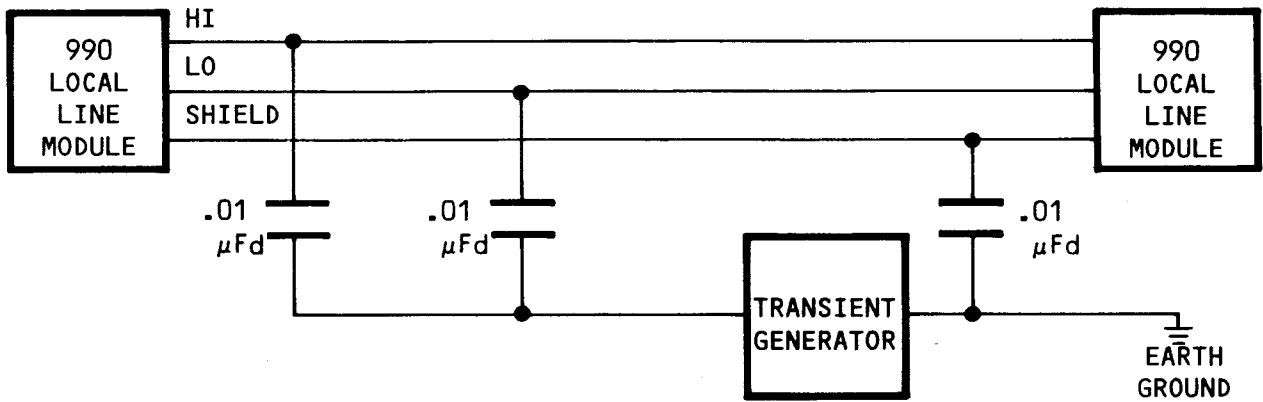 HI
990
LOCAL
LINE
MODULE
LO
SHIELD
990
LOCAL
LINE
MODULE
.01
μFd
.01
μFd
.01
μFd
TRANSIENT
GENERATOR
EARTH
GROUND